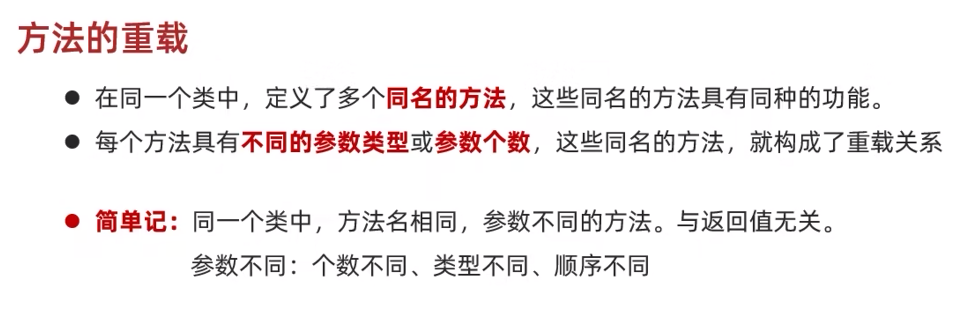 方法的重载
● 在同一个类中，定义了多个同名的方法，这些同名的方法具有同种的功能。
● 每个方法具有不同的参数类型或参数个数，这些同名的方法，就构成了重载关系
● 简单记：同一个类中，方法名相同，参数不同的方法。与返回值无关。
参数不同：个数不同、类型不同、顺序不同